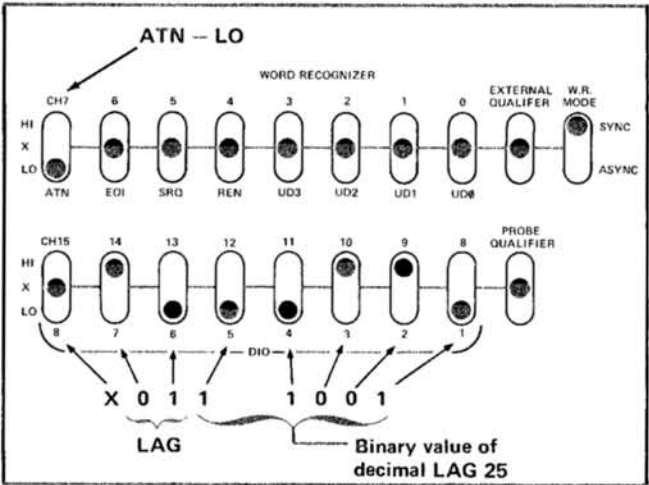 ATN – LO
WORD RECOGNIZER
EXTERNAL QUALIFER
W.R. MODE
CH7 6 5 4 3 2 1 0
HI
X
LO
SYNC
ASYNC
ATN EOI SRQ REN UD3 UD2 UD1 UD0
PROBE QUALIFIER
CH15 14 13 12 11 10 9 8
HI
X
LO
8 7 6 5 4 3 2 1
DIO
X 0 1 1 1 0 0 1
LAG
Binary value of
decimal LAG 25